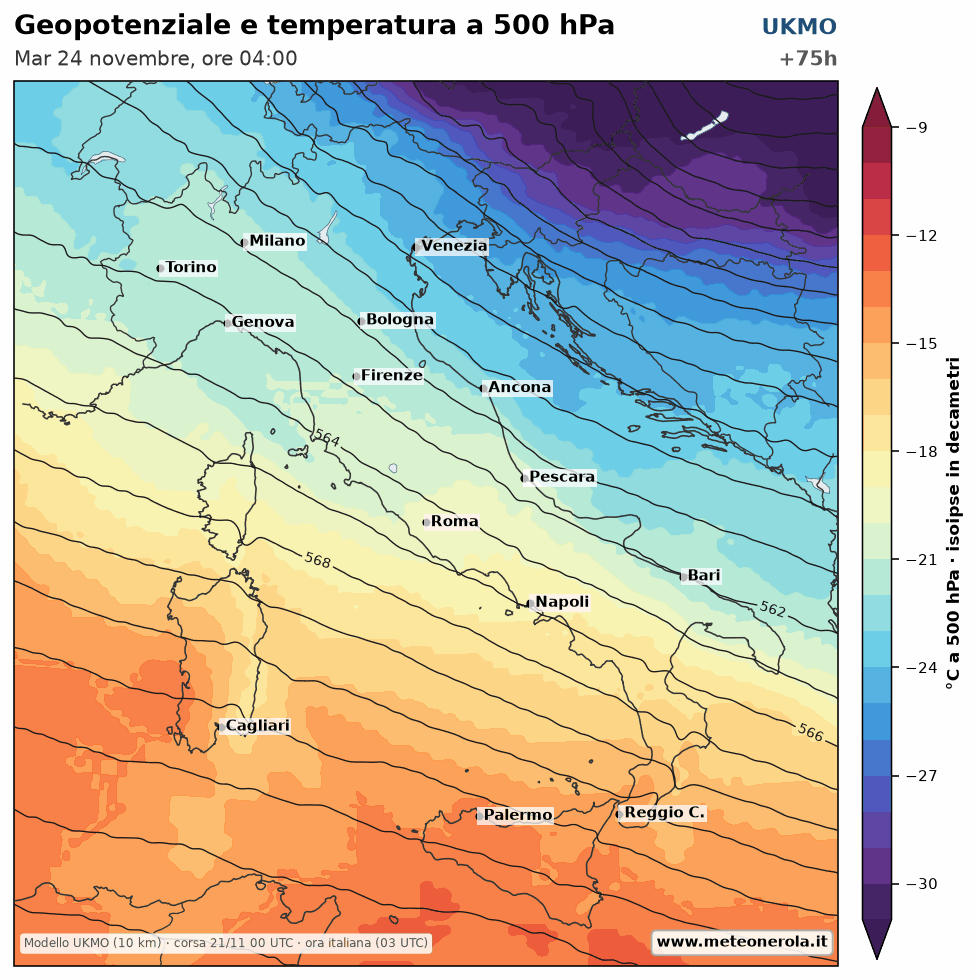 Geopotenziale e temperatura a 500 hPa
UKMO
Mar 24 novembre, ore 04:00
+75h
Milano
Venezia
Torino
Genova
Bologna
Firenze
Ancona
564
Pescara
Roma
568
Bari
Napoli
562
Cagliari
566
Palermo
Reggio C.
−9
−12
−15
−18
−21
−24
−27
−30
°C a 500 hPa · isoipse in decametri
Modello UKMO (10 km) · corsa 21/11 00 UTC · ora italiana (03 UTC)
www.meteonerola.it